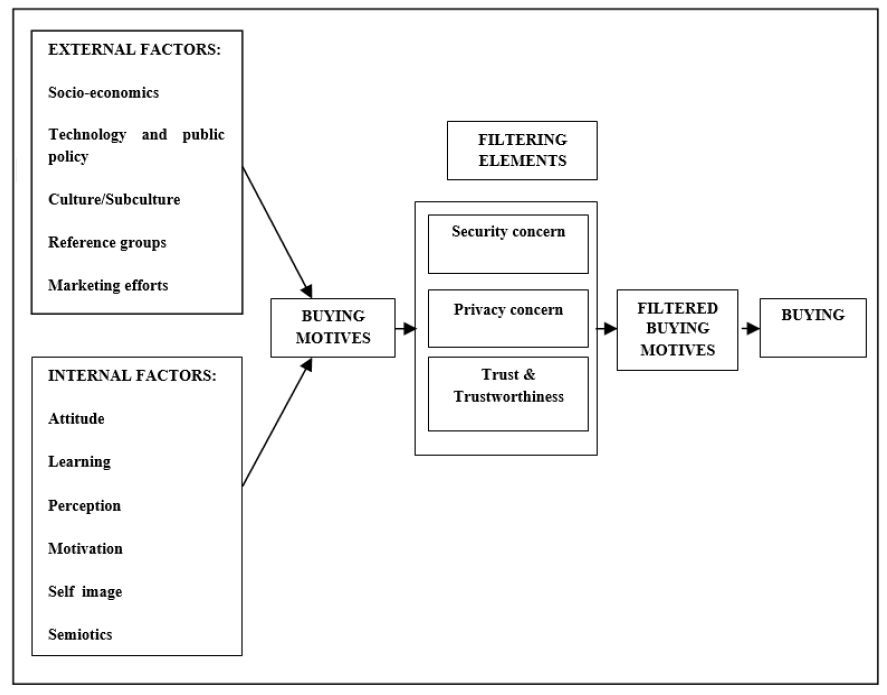 EXTERNAL FACTORS:
Socio-economics
Technology and public
policy
Culture/Subculture
Reference groups
Marketing efforts
INTERNAL FACTORS:
Attitude
Learning
Perception
Motivation
Self image
Semiotics
BUYING
MOTIVES
FILTERING
ELEMENTS
Security concern
Privacy concern
Trust &
Trustworthiness
FILTERED
BUYING
MOTIVES
BUYING